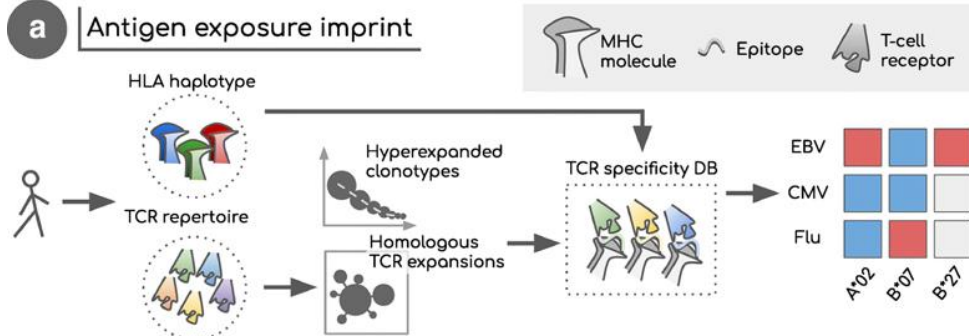 a
Antigen exposure imprint
MHC
molecule
Epitope
T-cell
receptor
HLA haplotype
TCR repertoire
Hyperexpanded
clonotypes
Homologous
TCR expansions
TCR specificity DB
EBV
CMV
Flu
A*02
B*07
B*27